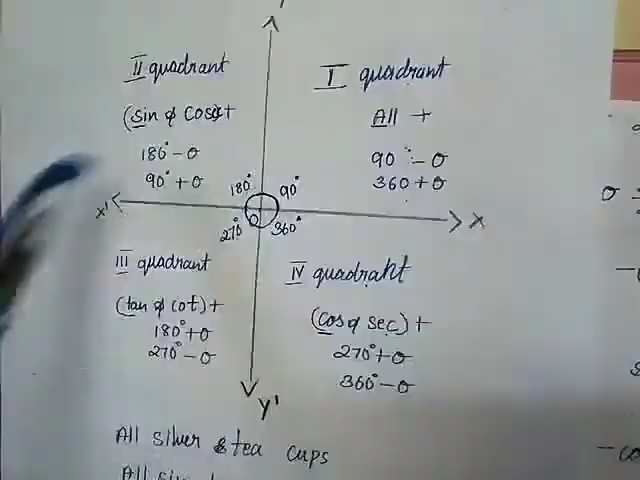 II quadrant
(sin & cosec +
180° - θ
90° + θ
I quadrant
All +
90° - θ
360 + θ
180° 90°
x' x
270° 360°
III quadrant
(tan & cot) +
180° + θ
270° - θ
IV quadrant
(cos & sec) +
270° + θ
360° - θ
y'
All silver tea cups
All
θ